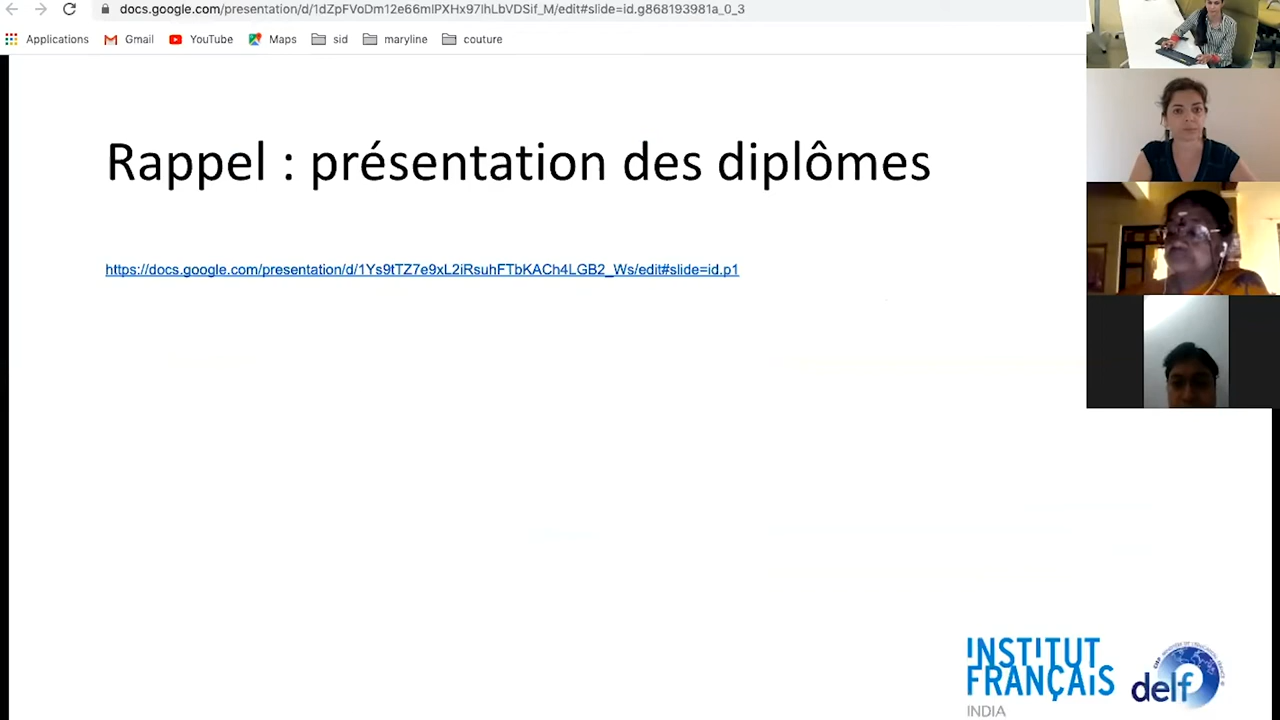 docs.google.com/presentation/d/1dZpFVoDm12e66mIPXHx97lhLbVDSif_M/edit#slide=id.g868193981a_0_3
Applications Gmail YouTube Maps sid maryline couture
Rappel : présentation des diplômes
https://docs.google.com/presentation/d/1Ys9tTZ7e9xL2iRsuhFTbKACh4LGB2_Ws/edit#slide=id.p1
INSTITUT
FRANÇAIS
INDIA
delf